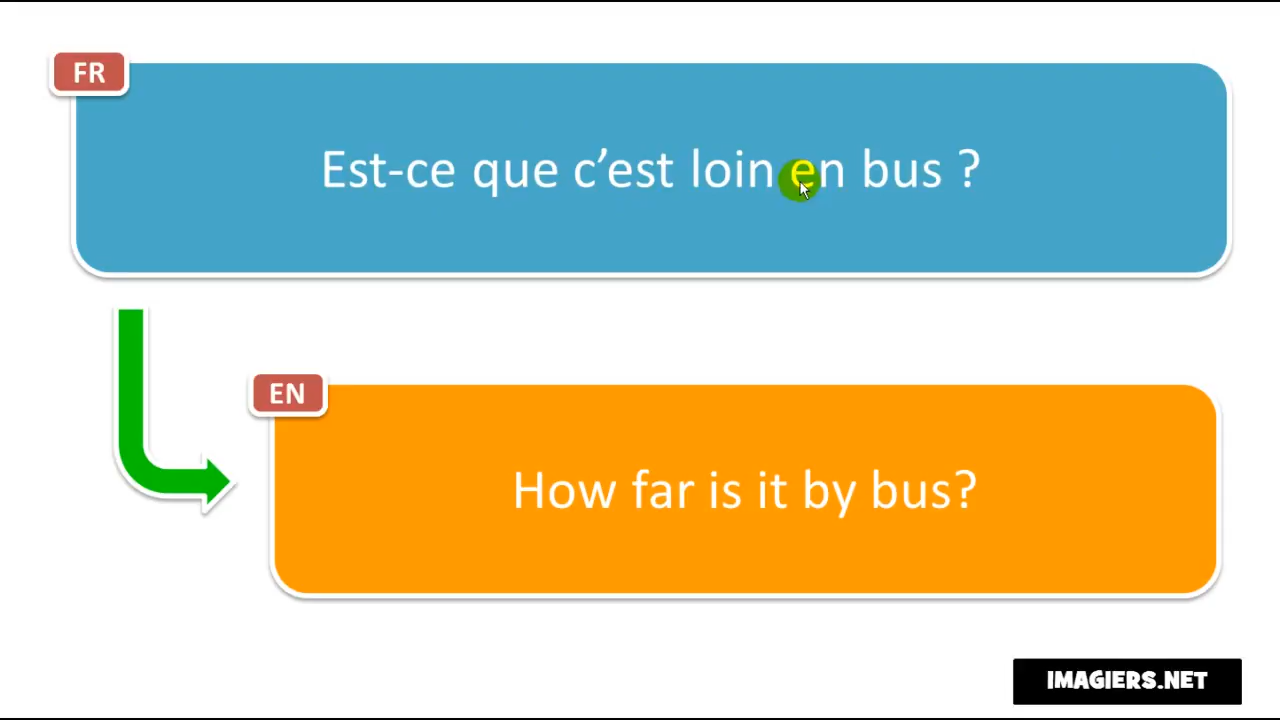 FR
Est-ce que c’est loin en bus ?
EN
How far is it by bus?
IMAGIERS.NET